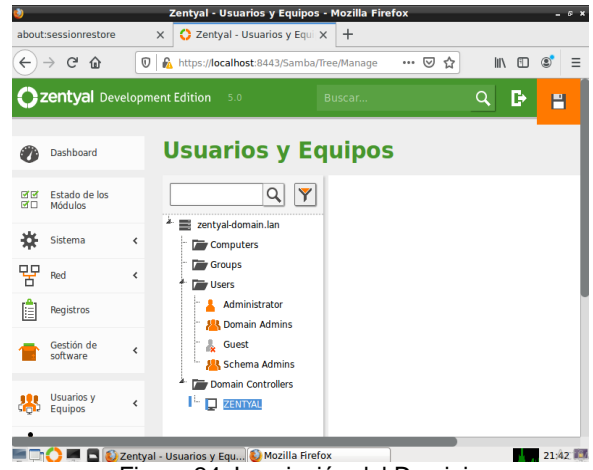 Zentyal - Usuarios y Equipos - Mozilla Firefox
about:sessionrestore
Zentyal - Usuarios y Equi
https://localhost:8443/Samba/Tree/Manage
zentyal Development Edition 5.0
Buscar...
Usuarios y Equipos
Dashboard
Estado de los
Módulos
Sistema
Red
Registros
Gestión de
software
Usuarios y
Equipos
zentyal-domain.lan
Computers
Groups
Users
Administrator
Domain Admins
Guest
Schema Admins
Domain Controllers
ZENTYAL
Zentyal - Usuarios y Equ...
Mozilla Firefox
21:42